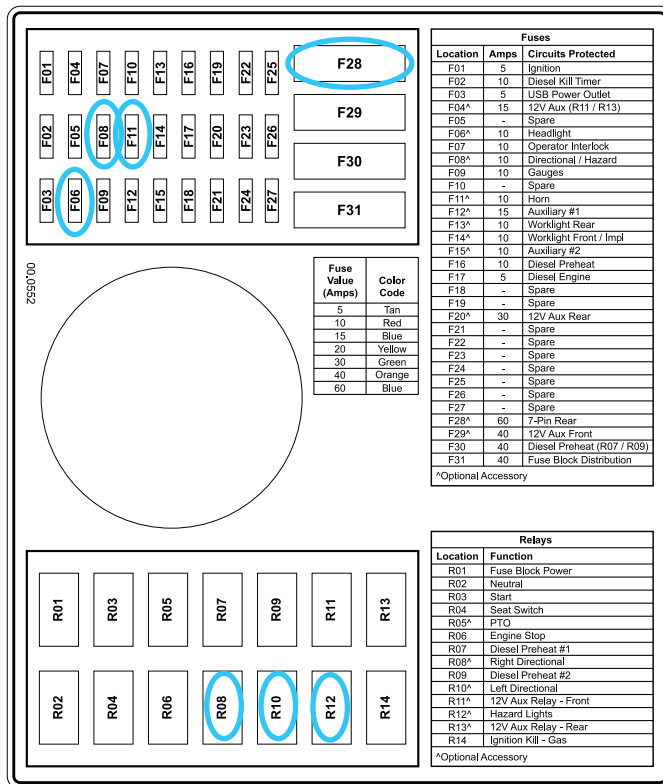 F01 F04 F07 F10 F13 F16 F19 F22 F25 F28
F29
F02 F05 F08 F11 F14 F17 F20 F23 F26
F30
F03 F06 F09 F12 F15 F18 F21 F24 F27 F31
00.0552
Fuse Value (Amps) Color Code
5 Tan
10 Red
15 Blue
20 Yellow
30 Green
40 Orange
60 Blue
R01 R03 R05 R07 R09 R11 R13
R02 R04 R06 R08 R10 R12 R14
Fuses
Location Amps Circuits Protected
F01 5 Ignition
F02 10 Diesel Kill Timer
F03 5 USB Power Outlet
F04^ 15 12V Aux (R11 / R13)
F05 - Spare
F06^ 10 Headlight
F07 10 Operator Interlock
F08^ 10 Directional / Hazard
F09 10 Gauges
F10 - Spare
F11^ 10 Horn
F12^ 15 Auxiliary #1
F13^ 10 Worklight Rear
F14^ 10 Worklight Front / Impl
F15^ 10 Auxiliary #2
F16 10 Diesel Preheat
F17 5 Diesel Engine
F18 - Spare
F19 - Spare
F20^ 30 12V Aux Rear
F21 - Spare
F22 - Spare
F23 - Spare
F24 - Spare
F25 - Spare
F26 - Spare
F27 - Spare
F28^ 60 7-Pin Rear
F29^ 40 12V Aux Front
F30 40 Diesel Preheat (R07 / R09)
F31 40 Fuse Block Distribution
^Optional Accessory
Relays
Location Function
R01 Fuse Block Power
R02 Neutral
R03 Start
R04 Seat Switch
R05^ PTO
R06 Engine Stop
R07 Diesel Preheat #1
R08^ Right Directional
R09 Diesel Preheat #2
R10^ Left Directional
R11^ 12V Aux Relay - Front
R12^ Hazard Lights
R13^ 12V Aux Relay - Rear
R14 Ignition Kill - Gas
^Optional Accessory